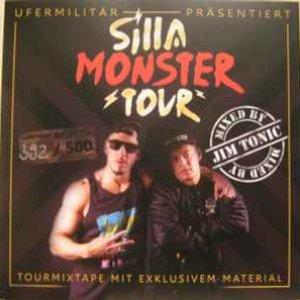 UFERMILITÄR PRÄSENTIERT
SILLA
MONSTER
TOUR
392 / 500
MIXED BY
JIM TONIC
MIXED BY
TOURMIXTAPE MIT EXKLUSIVEM MATERIAL